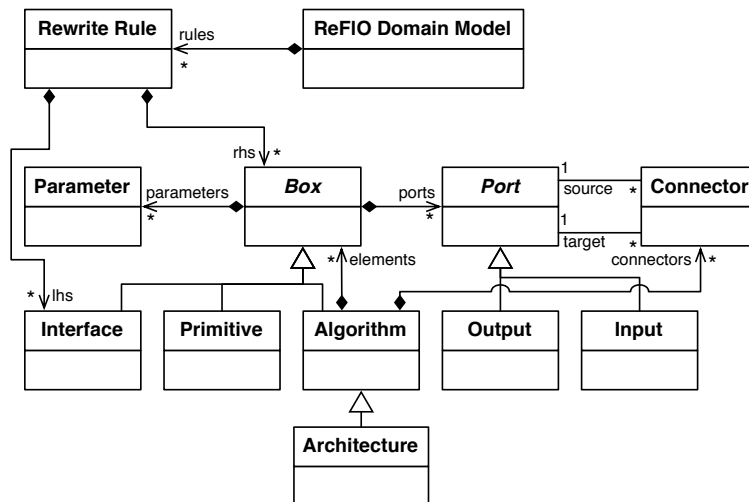 Rewrite Rule
rules
*
ReFlO Domain Model
rhs
*
Parameter
parameters
*
Box
ports
*
Port
1
source
*
1
target
*
Connector
* elements
connectors
*
* lhs
Interface
Primitive
Algorithm
Output
Input
Architecture